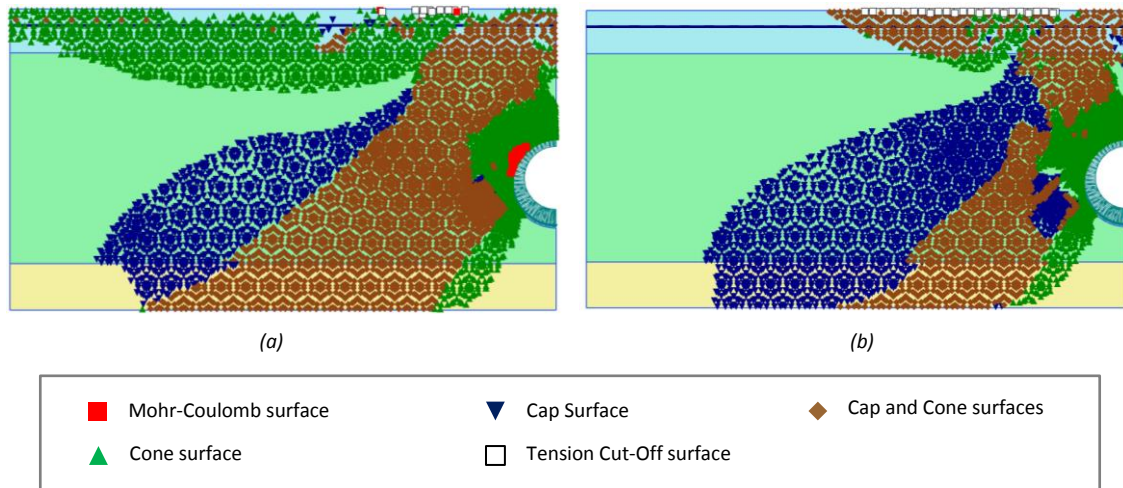 (a) (b)
Mohr-Coulomb surface Cap Surface Cap and Cone surfaces
Cone surface Tension Cut-Off surface